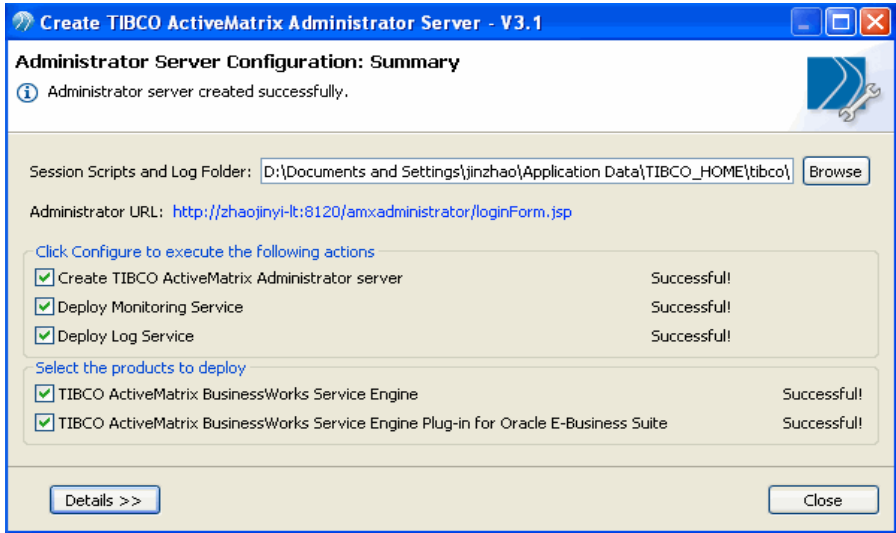 Create TIBCO ActiveMatrix Administrator Server - V3.1
Administrator Server Configuration: Summary
Administrator server created successfully.
Session Scripts and Log Folder: D:\Documents and Settings\jinzhao\Application Data\TIBCO_HOME\tibco\ Browse
Administrator URL: http://zhaojinyi-lt:8120/amxadministrator/loginForm.jsp
Click Configure to execute the following actions
Create TIBCO ActiveMatrix Administrator server Successful!
Deploy Monitoring Service Successful!
Deploy Log Service Successful!
Select the products to deploy
TIBCO ActiveMatrix BusinessWorks Service Engine Successful!
TIBCO ActiveMatrix BusinessWorks Service Engine Plug-in for Oracle E-Business Suite Successful!
Details >> Close